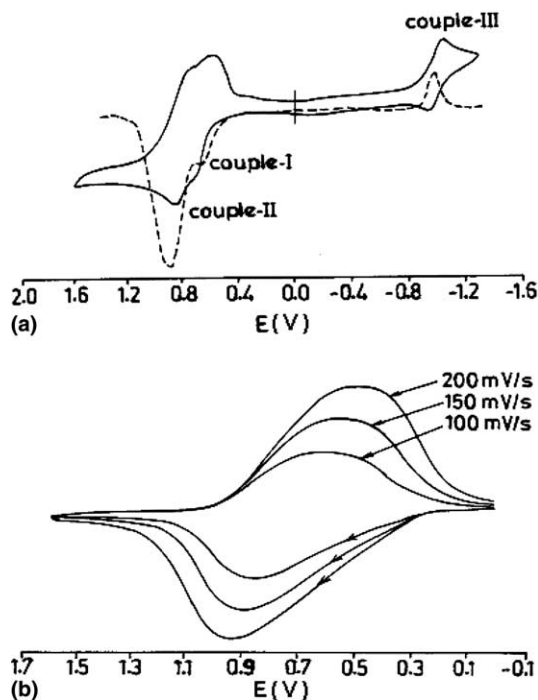 couple-III
couple-I
couple-II
2.0 1.6 1.2 0.8 0.4 0.0 -0.4 -0.8 -1.2 -1.6
(a) E(V)
200 mV/s
150 mV/s
100 mV/s
1.7 1.5 1.3 1.1 0.9 0.7 0.5 0.3 0.1 -0.1
(b) E(V)